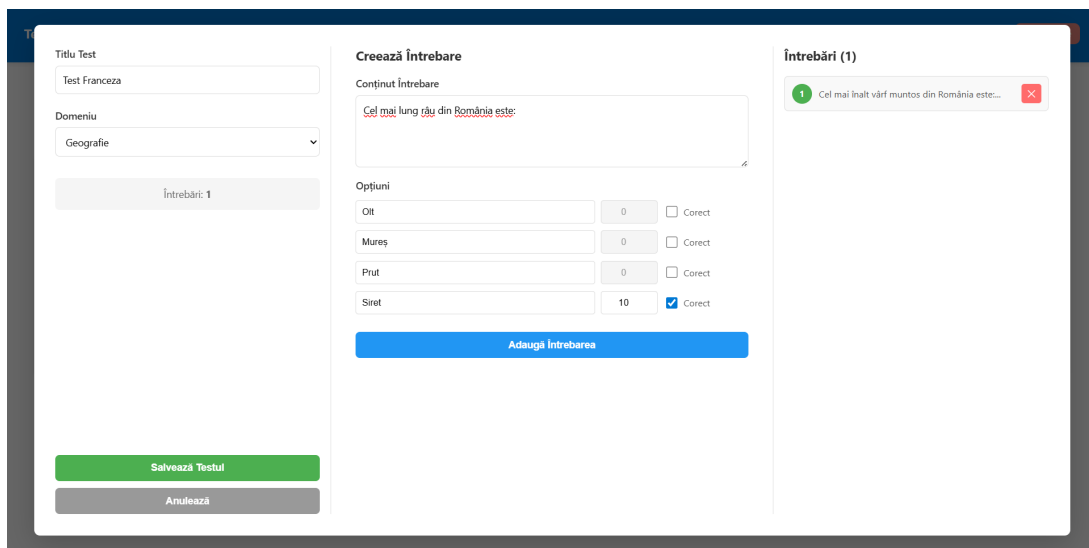 Te
Titlu Test
Test Franceza
Domeniu
Geografie
Întrebări: 1
Salvează Testul
Anulează
Creează Întrebare
Conținut Întrebare
Cel mai lung râu din România este:
Opțiuni
Olt 0 Corect
Mureș 0 Corect
Prut 0 Corect
Siret 10 Corect
Adaugă Întrebarea
Întrebări (1)
1 Cel mai înalt vârf muntos din România este:...